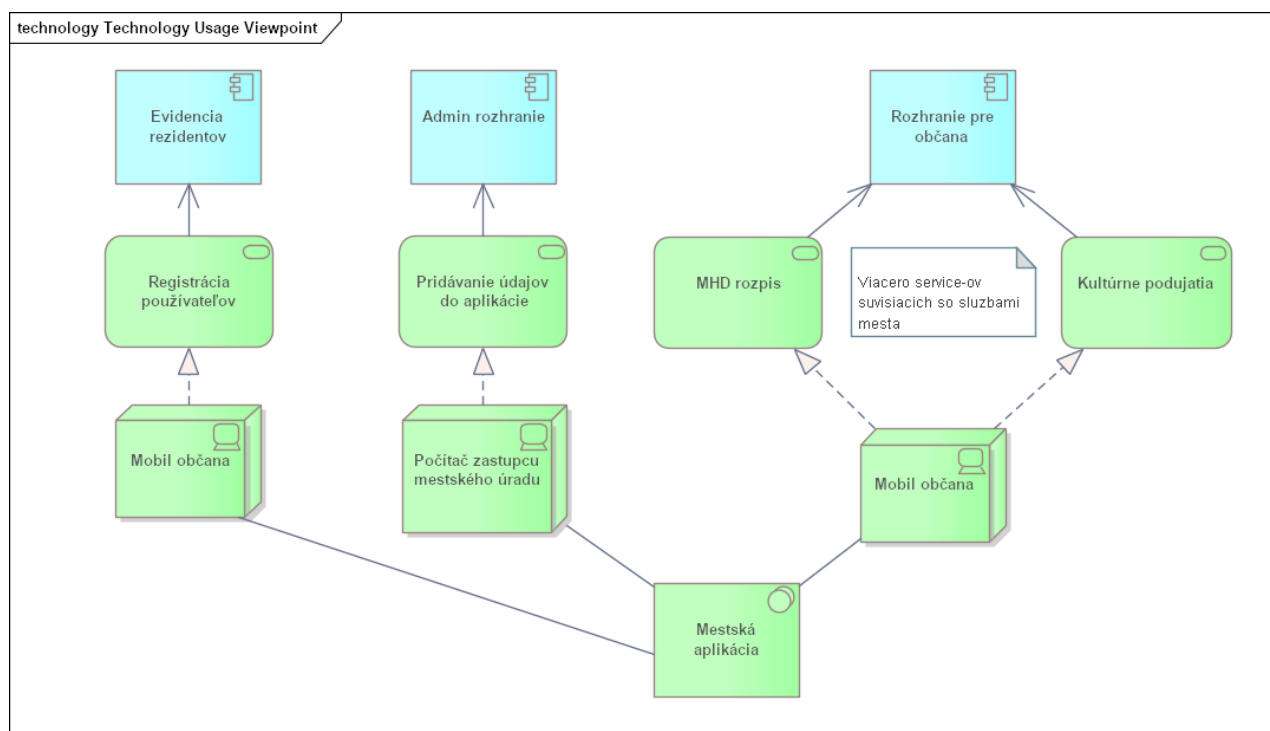 technology Technology Usage Viewpoint
Evidencia
rezidentov
Admin rozhranie
Rozhranie pre
občana
Registrácia
používateľov
Pridávanie údajov
do aplikácie
MHD rozpis
Viacero service-ov
suvisiacich so sluzbami
mesta
Kultúrne podujatia
Mobil občana
Počítač zastupcu
mestského úradu
Mobil občana
Mestská
aplikácia